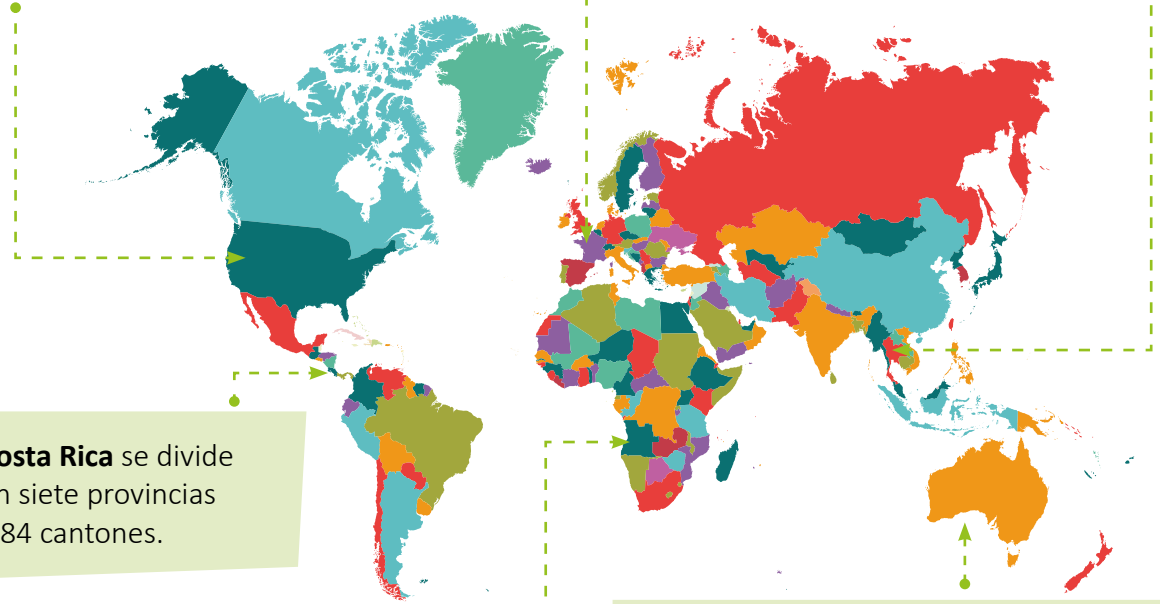 osta Rica se divide
n siete provincias
84 cantones.